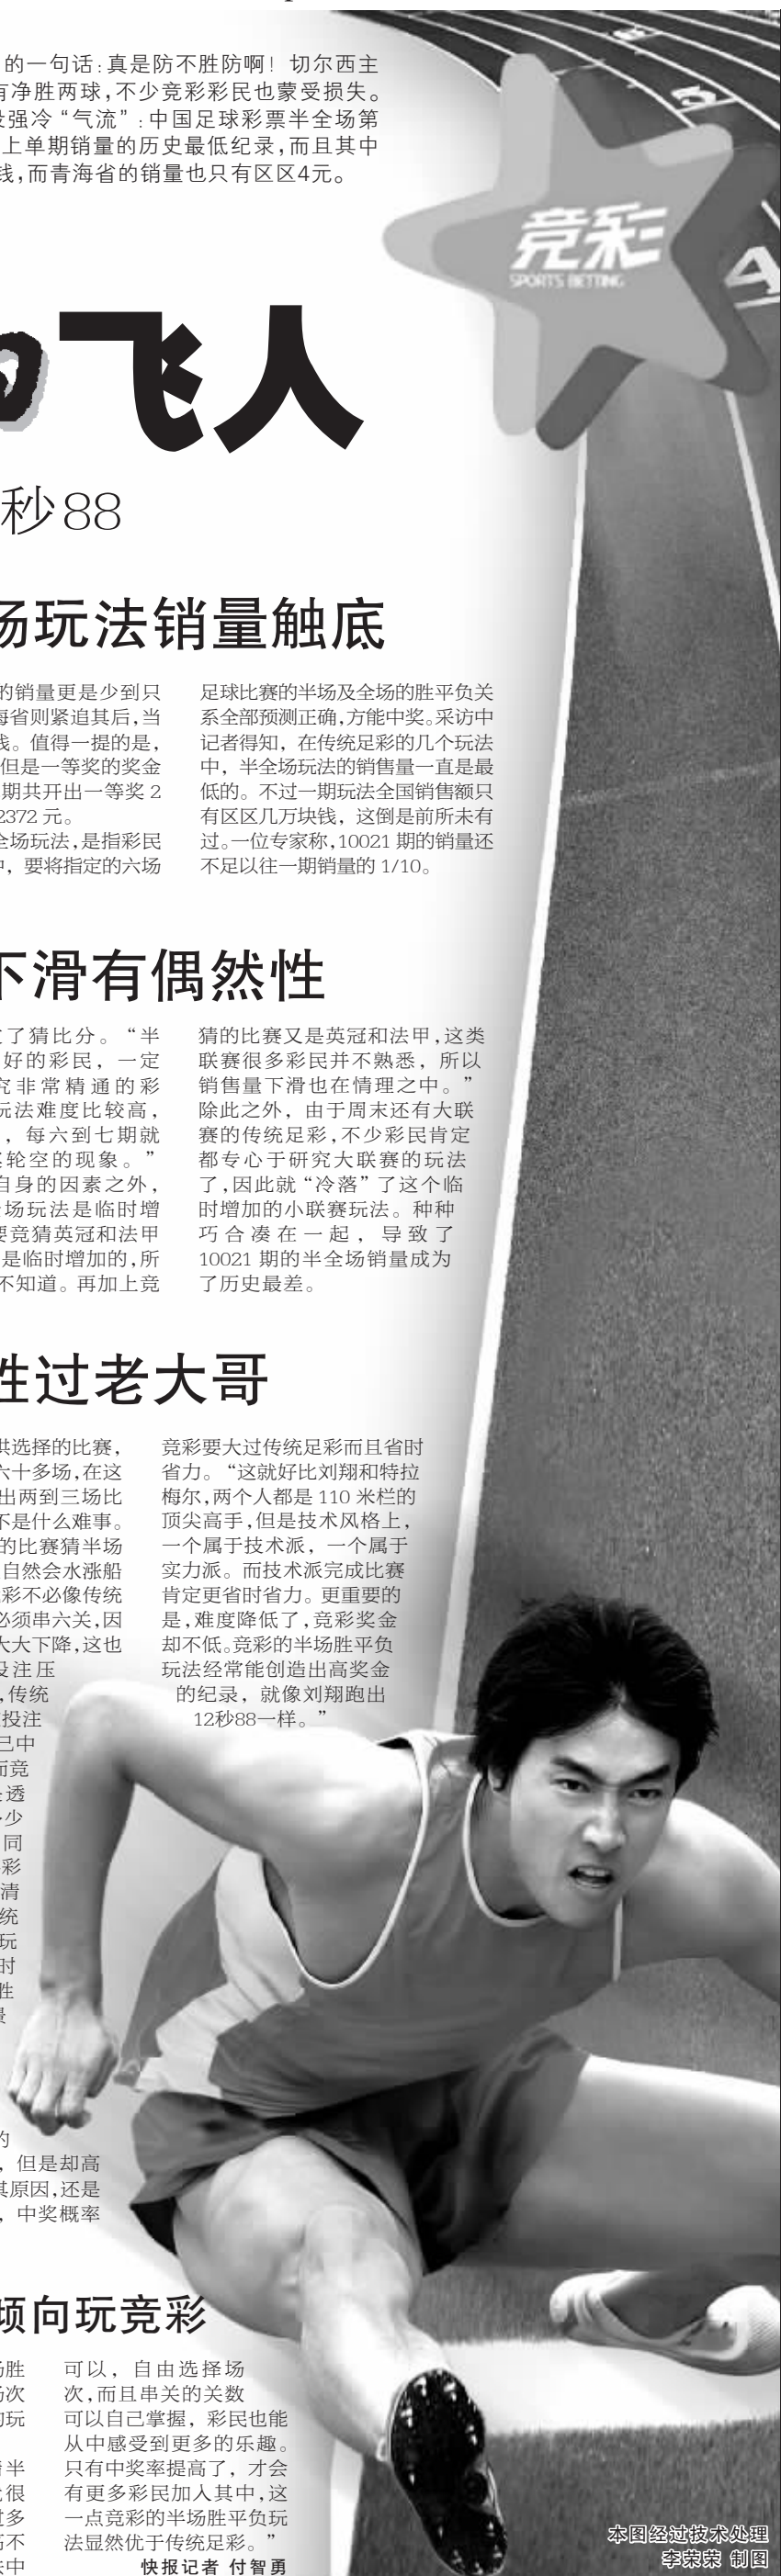 的一句话：真是防不胜防啊！切尔西主
有净胜两球，不少竞彩彩民也蒙受损失。
强冷“气流”：中国足球彩票半全场第
上单期销量的历史最低纪录，而且其中
钱，而青海省的销量也只有区区4元。
竞彩
SPORTS BETTING
飞人
秒88
场玩法销量触底
的销量更是少到只
海省则紧追其后，当
钱。值得一提的是，
但是一等奖的奖金
期共开出一等奖 2
2372 元。
全场玩法，是指彩民
中，要将指定的六场
足球比赛的半场及全场的胜平负关
系全部预测正确，方能中奖。采访中
记者得知，在传统足彩的几个玩法
中，半全场玩法的销售量一直是最
低的。不过一期玩法全国销售额只
有区区几万块钱，这倒是前所未有
过。一位专家称，10021 期的销量还
不足以往一期销量的 1/10。
下滑有偶然性
了猜比分。“半
好的彩民，一定
究非常精通的彩
玩法难度比较高，
，每六到七期就
轮空的现象。”
自身的因素之外，
场玩法是临时增
要竞猜英冠和法甲
是临时增加的，所
不知道。再加上竞
猜的比赛又是英冠和法甲，这类
联赛很多彩民并不熟悉，所以
销售量下滑也在情理之中。”
除此之外，由于周末还有大联
赛的传统足彩，不少彩民肯定
都专心于研究大联赛的玩法
了，因此就“冷落”了这个临
时增加的小联赛玩法。种种
巧合凑在一起，导致了
10021 期的半全场销量成为
了历史最差。
胜过老大哥
供选择的比赛，
六十多场，在这
出两到三场比
不是什么难事。
的比赛猜半场
自然会水涨船
彩不必像传统
必须串六关，因
大大下降，这也
投注压
，传统
投注
己中
而竞
透
少
同
彩
清
统
玩
时
胜
的
，但是却高
其原因，还是
，中奖概率
竞彩要大过传统足彩而且省时
省力。“这就好比刘翔和特拉
梅尔，两个人都是 110 米栏的
顶尖高手，但是技术风格上，
一个属于技术派，一个属于
实力派。而技术派完成比赛
肯定更省时省力。更重要的
是，难度降低了，竞彩奖金
却不低。竞彩的半场胜平负
玩法经常能创造出高奖金
的纪录，就像刘翔跑出
12秒88一样。”
倾向玩竞彩
场胜
场次
的玩
半
很
过多
不
中
可以，自由选择场
次，而且串关的关数
可以自己掌握，彩民也能
从中感受到更多的乐趣。
只有中奖率提高了，才会
有更多彩民加入其中，这
一点竞彩的半场胜平负玩
法显然优于传统足彩。”
快报记者 付智勇
本图经过技术处理
李荣荣 制图
5
4